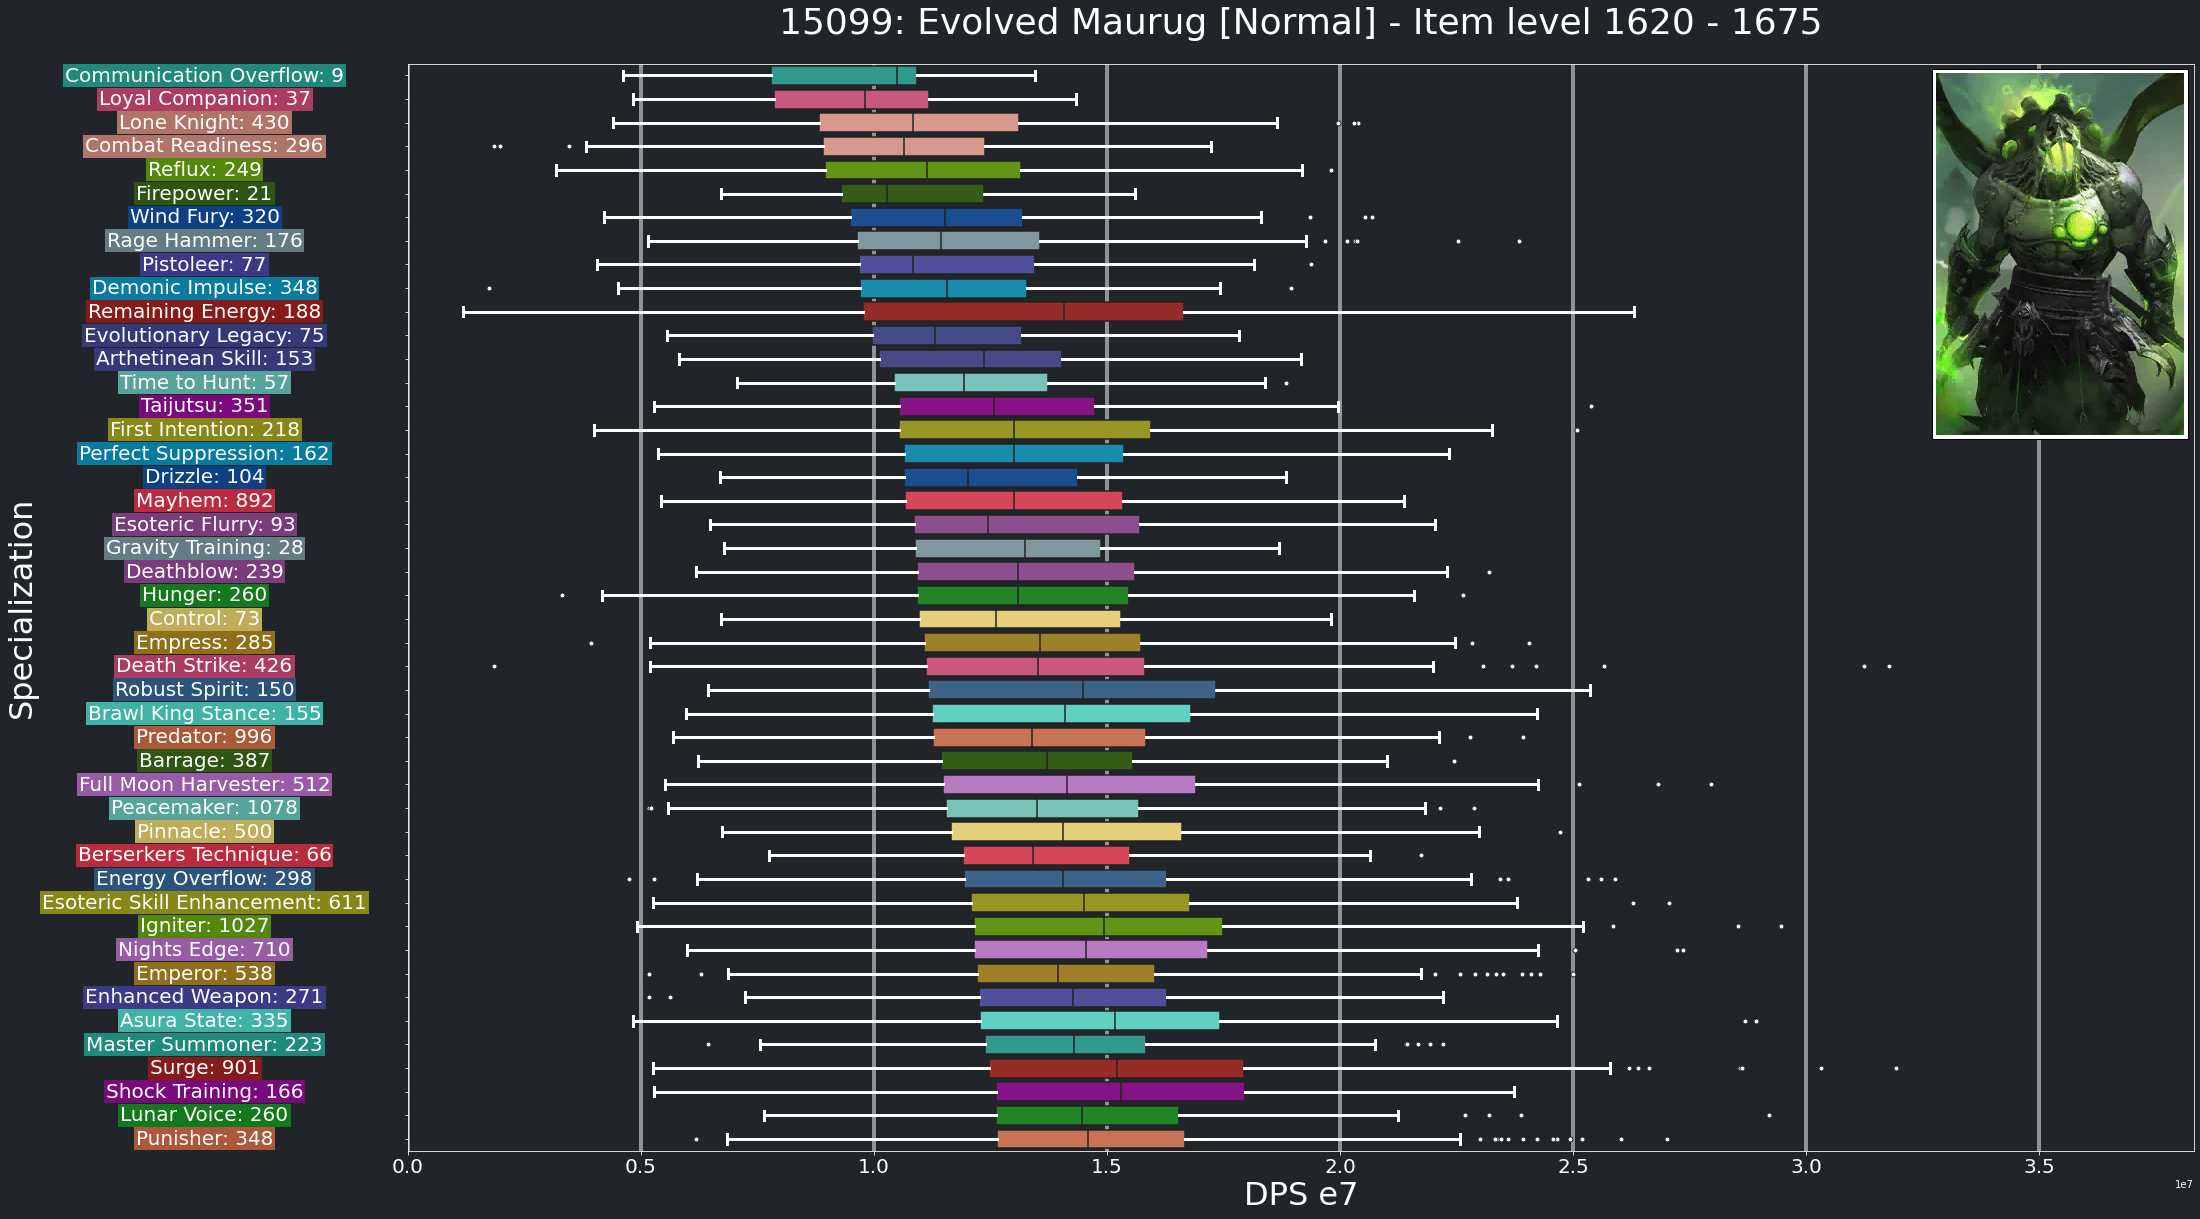 15099: Evolved Maurug [Normal] - Item level 1620 - 1675
Specialization
Communication Overflow: 9
Loyal Companion: 37
Lone Knight: 430
Combat Readiness: 296
Reflux: 249
Firepower: 21
Wind Fury: 320
Rage Hammer: 176
Pistoleer: 77
Demonic Impulse: 348
Remaining Energy: 188
Evolutionary Legacy: 75
Arthetinean Skill: 153
Time to Hunt: 57
Taijutsu: 351
First Intention: 218
Perfect Suppression: 162
Drizzle: 104
Mayhem: 892
Esoteric Flurry: 93
Gravity Training: 28
Deathblow: 239
Hunger: 260
Control: 73
Empress: 285
Death Strike: 426
Robust Spirit: 150
Brawl King Stance: 155
Predator: 996
Barrage: 387
Full Moon Harvester: 512
Peacemaker: 1078
Pinnacle: 500
Berserkers Technique: 66
Energy Overflow: 298
Esoteric Skill Enhancement: 611
Igniter: 1027
Nights Edge: 710
Emperor: 538
Enhanced Weapon: 271
Asura State: 335
Master Summoner: 223
Surge: 901
Shock Training: 166
Lunar Voice: 260
Punisher: 348
0.0 0.5 1.0 1.5 2.0 2.5 3.0 3.5
DPS e7
1e7